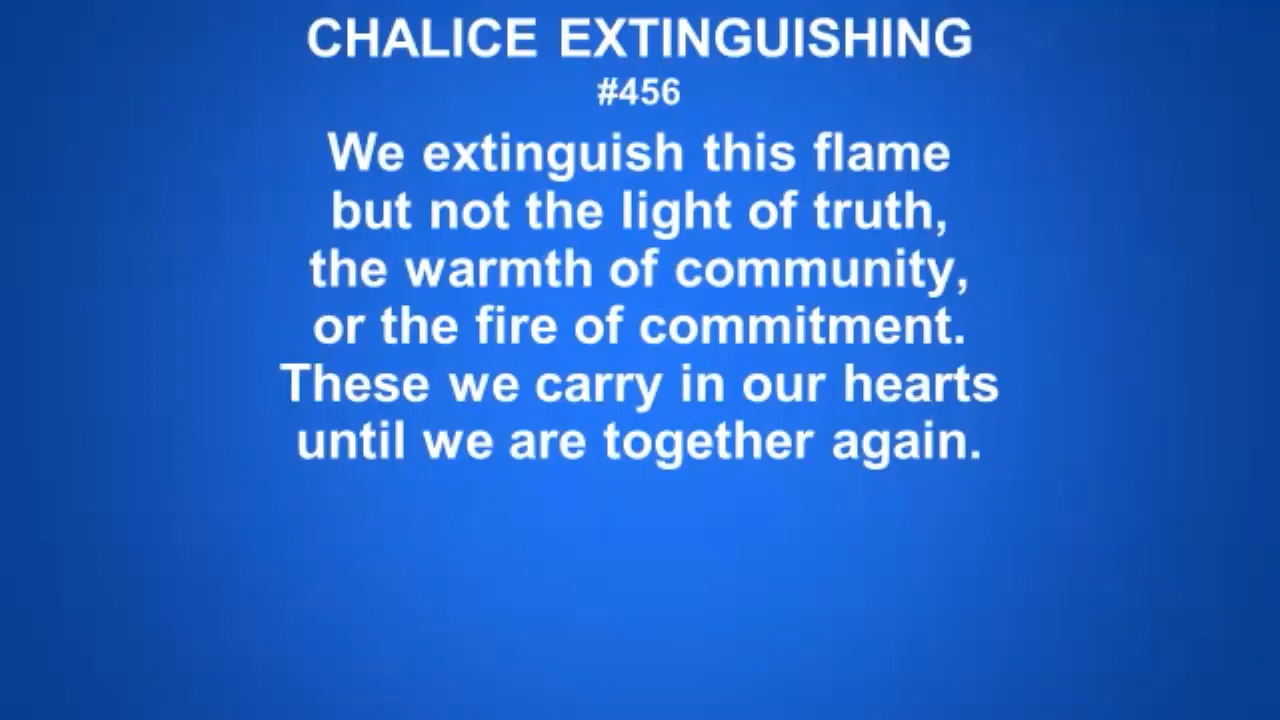 CHALICE EXTINGUISHING
#456
We extinguish this flame
but not the light of truth,
the warmth of community,
or the fire of commitment.
These we carry in our hearts
until we are together again.